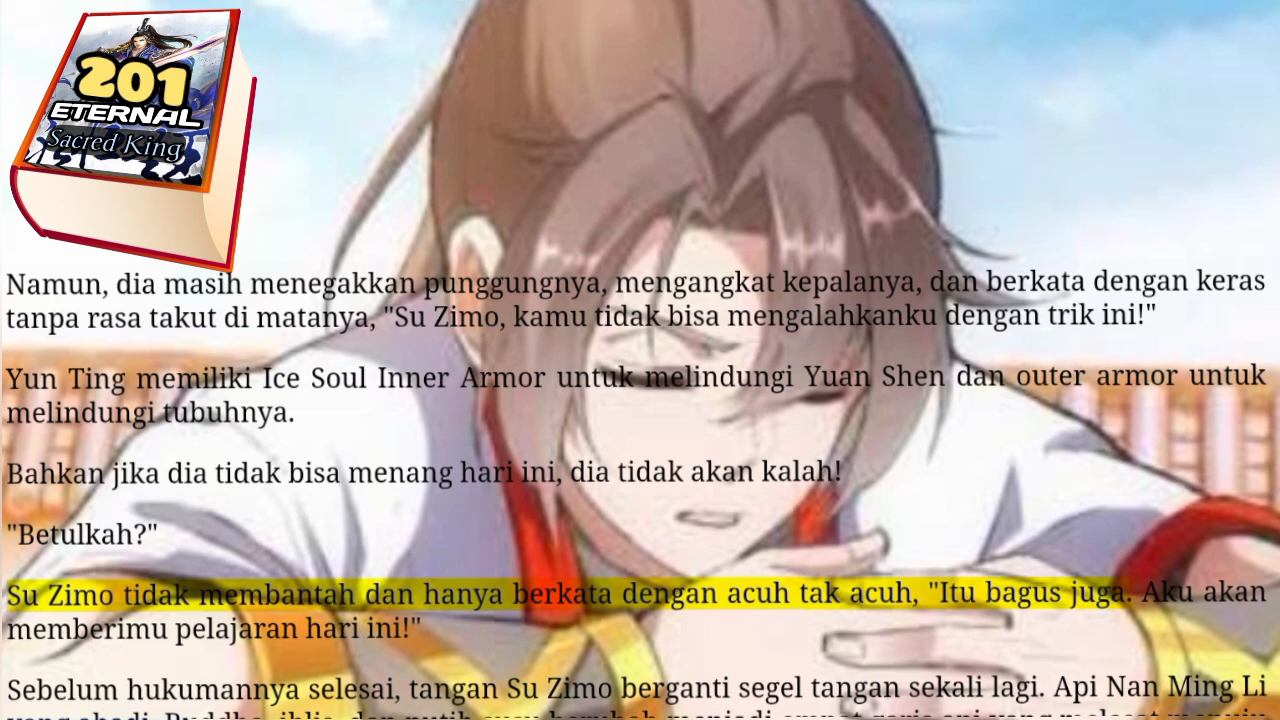 201
ETERNAL
Sacred King
Namun, dia masih menegakkan punggungnya, mengangkat kepalanya, dan berkata dengan keras
tanpa rasa takut di matanya, "Su Zimo, kamu tidak bisa mengalahkanku dengan trik ini!"
Yun Ting memiliki Ice Soul Inner Armor untuk melindungi Yuan Shen dan outer armor untuk
melindungi tubuhnya.
Bahkan jika dia tidak bisa menang hari ini, dia tidak akan kalah!
"Betulkah?"
Su Zimo tidak membantah dan hanya berkata dengan acuh tak acuh, "Itu bagus juga. Aku akan
memberimu pelajaran hari ini!"
Sebelum hukumannya selesai, tangan Su Zimo berganti segel tangan sekali lagi. Api Nan Ming Li